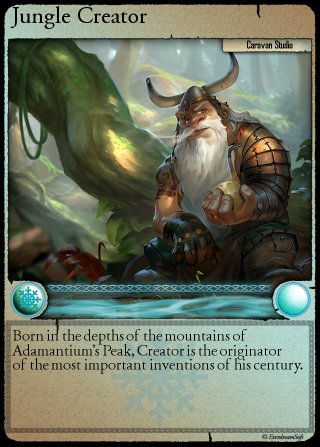 Jungle Creator
Caravan Studio
Born in the depths of the mountains of
Adamantium's Peak, Creator is the originator
of the most important inventions of his century.
© EverdreamSoft